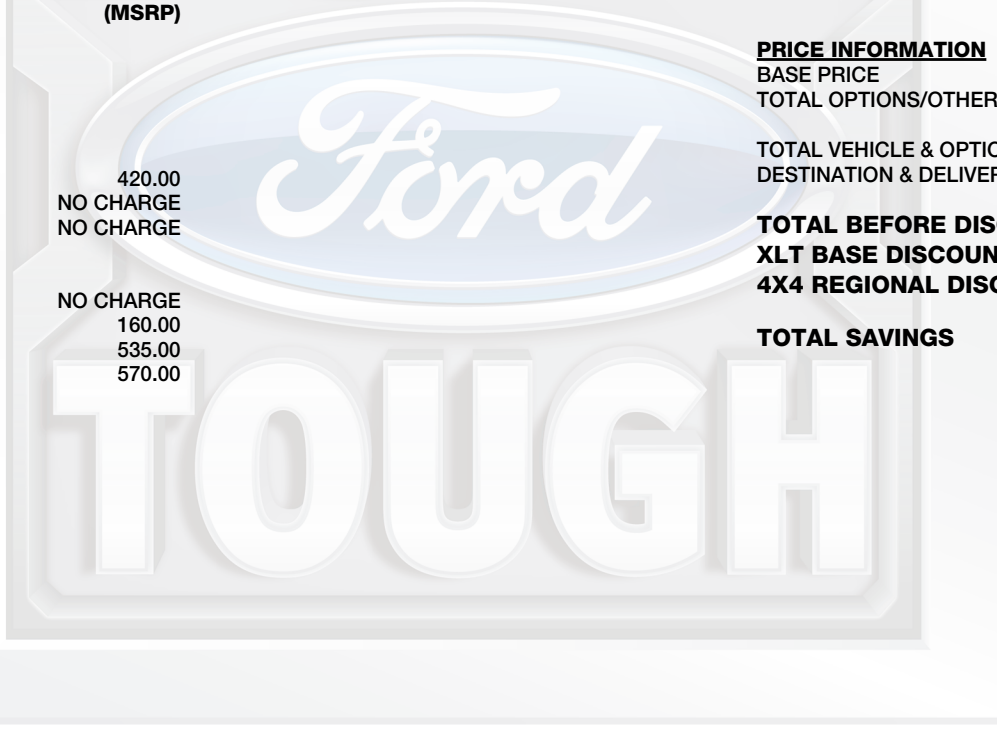 (MSRP)
420.00
NO CHARGE
NO CHARGE
NO CHARGE
160.00
535.00
570.00
PRICE INFORMATION
BASE PRICE
TOTAL OPTIONS/OTHER
TOTAL VEHICLE & OPTIO
DESTINATION & DELIVER
TOTAL BEFORE DISC
XLT BASE DISCOUN
4X4 REGIONAL DISC
TOTAL SAVINGS
Ford
TOUGH